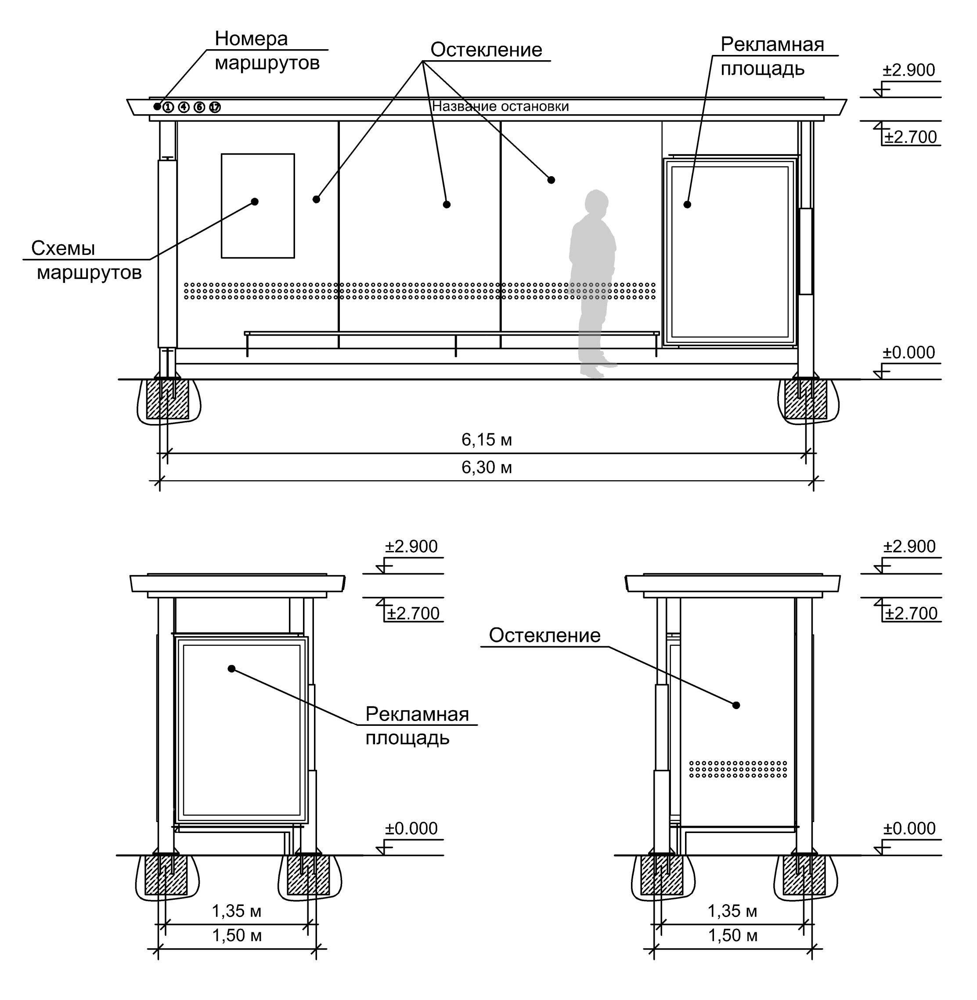 Номера
маршрутов
Остекление
Рекламная
площадь
±2.900
1 4 6 17
Название остановки
±2.700
Схемы
маршрутов
±0.000
6,15 м
6,30 м
±2.900
±2.900
±2.700
±2.700
Остекление
Рекламная
площадь
±0.000
±0.000
1,35 м
1,35 м
1,50 м
1,50 м